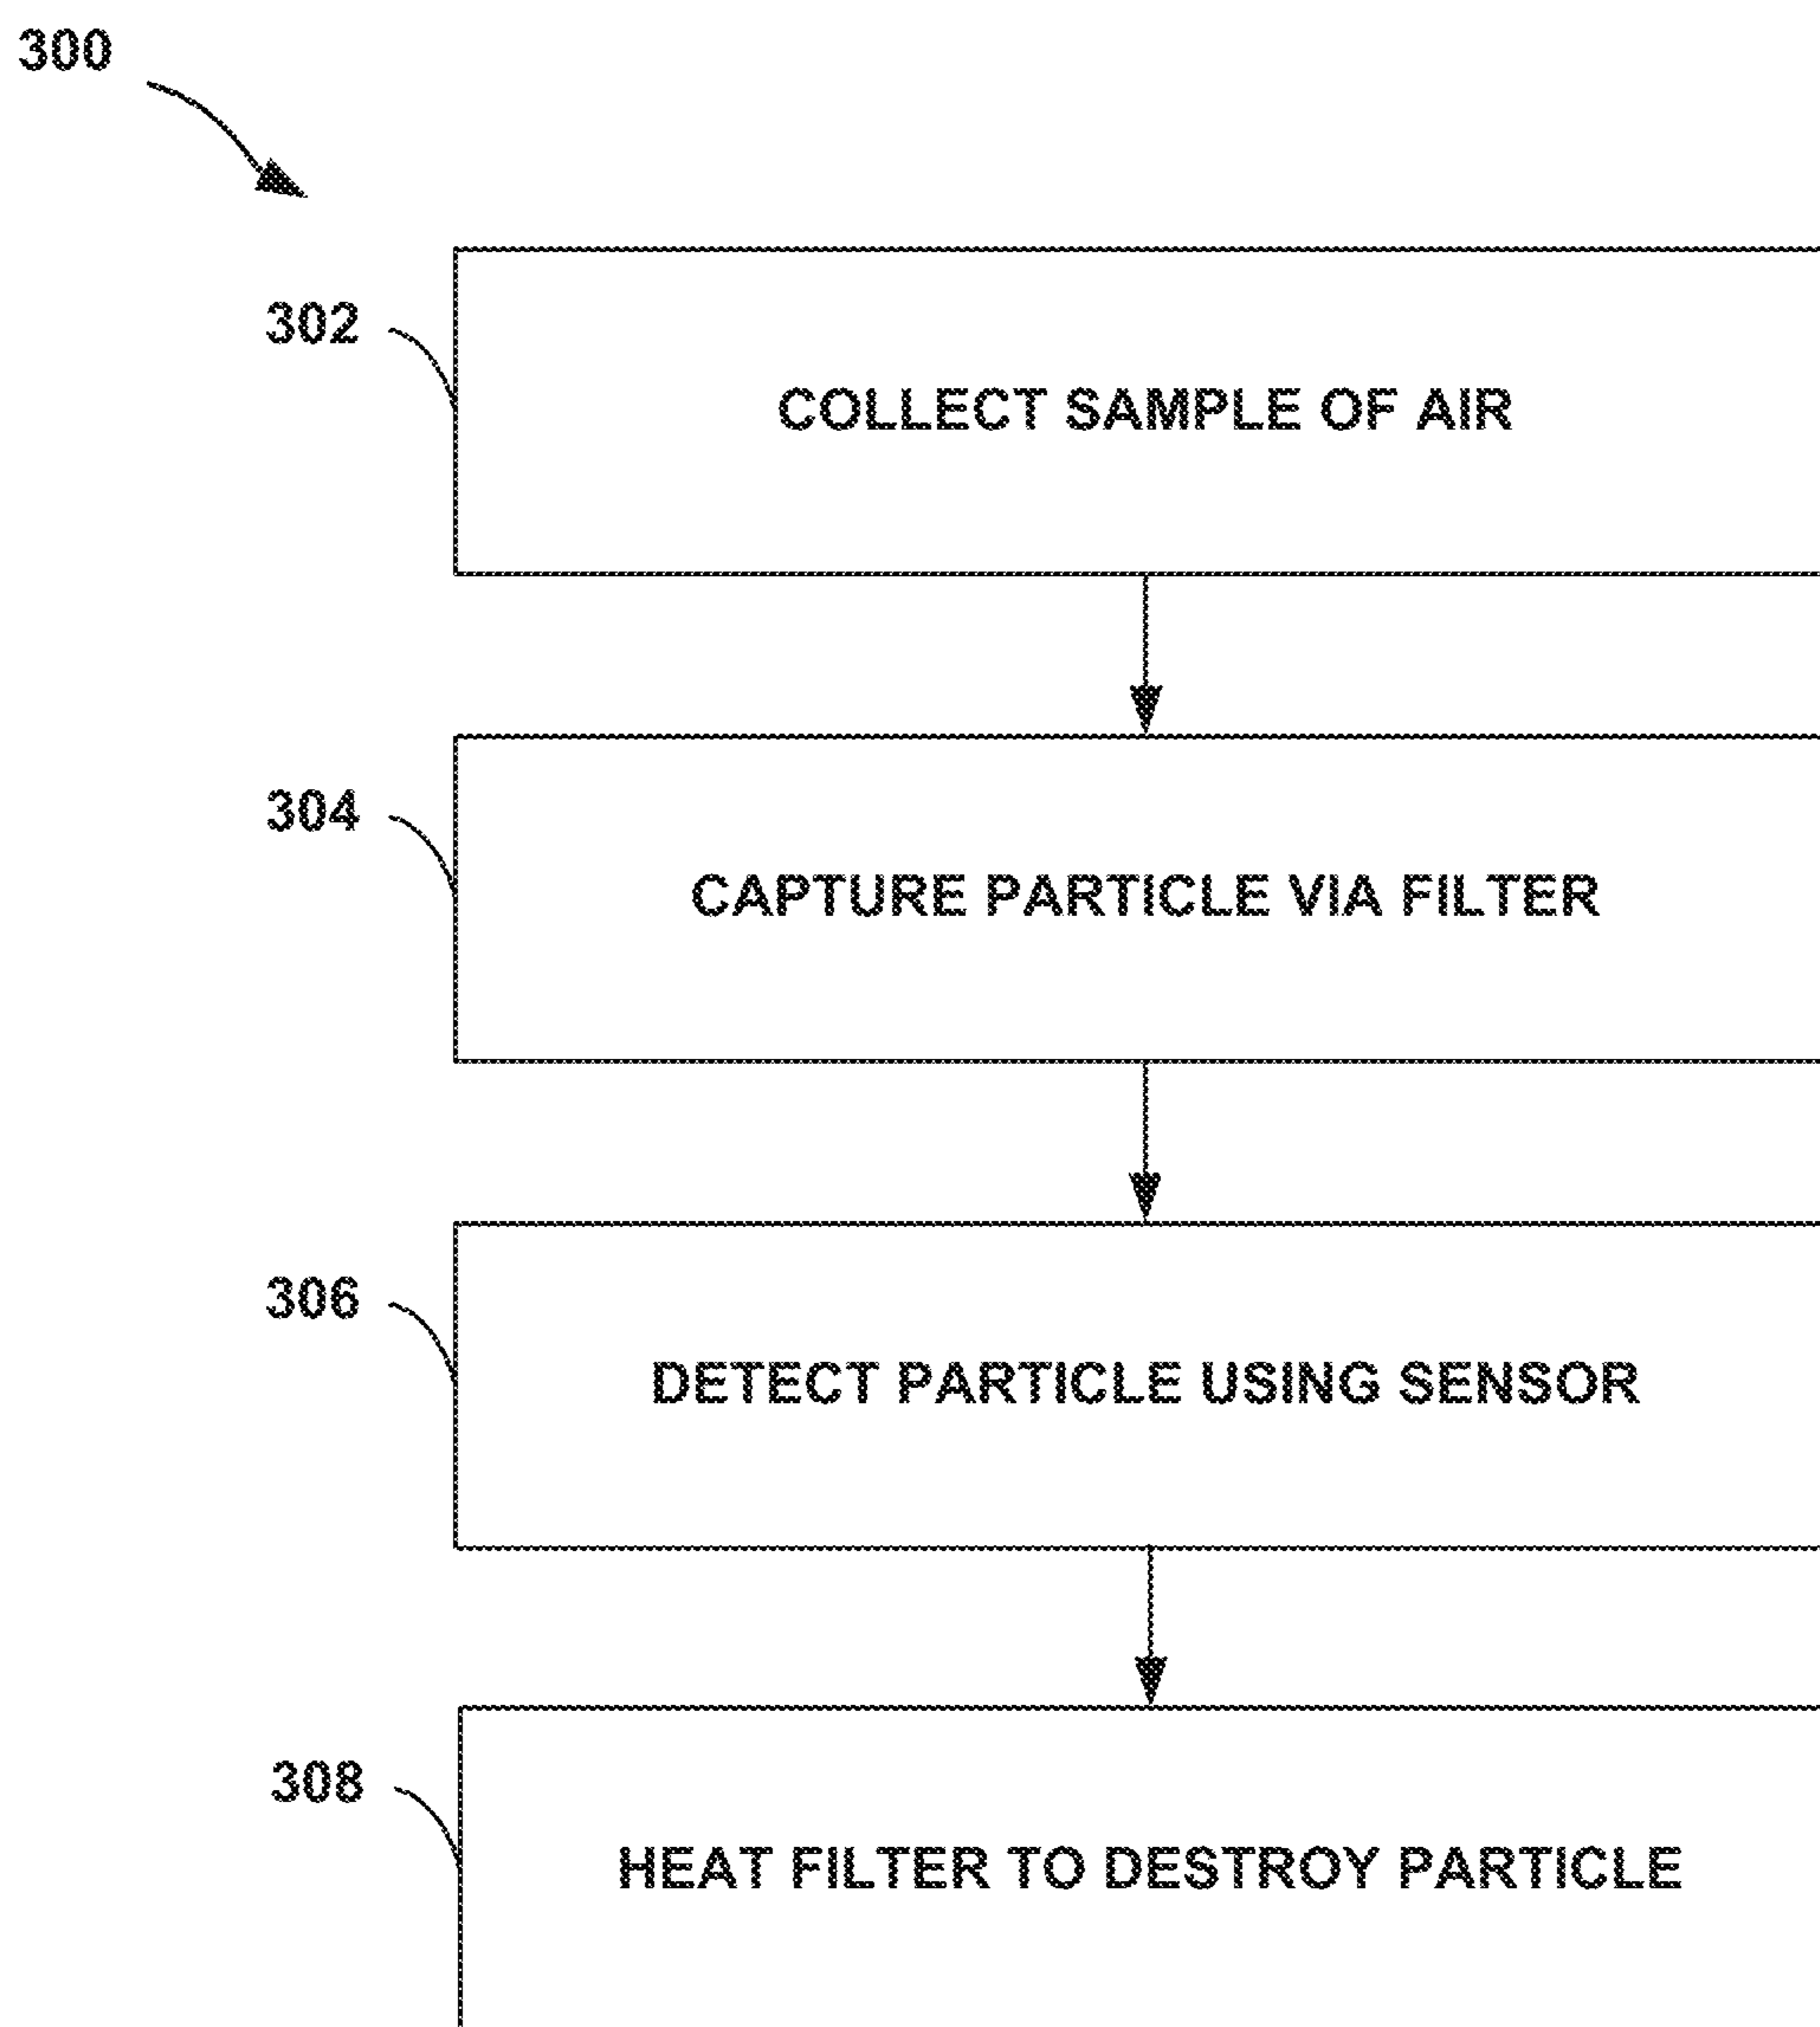 300
302
COLLECT SAMPLE OF AIR
304
CAPTURE PARTICLE VIA FILTER
306
DETECT PARTICLE USING SENSOR
308
HEAT FILTER TO DESTROY PARTICLE